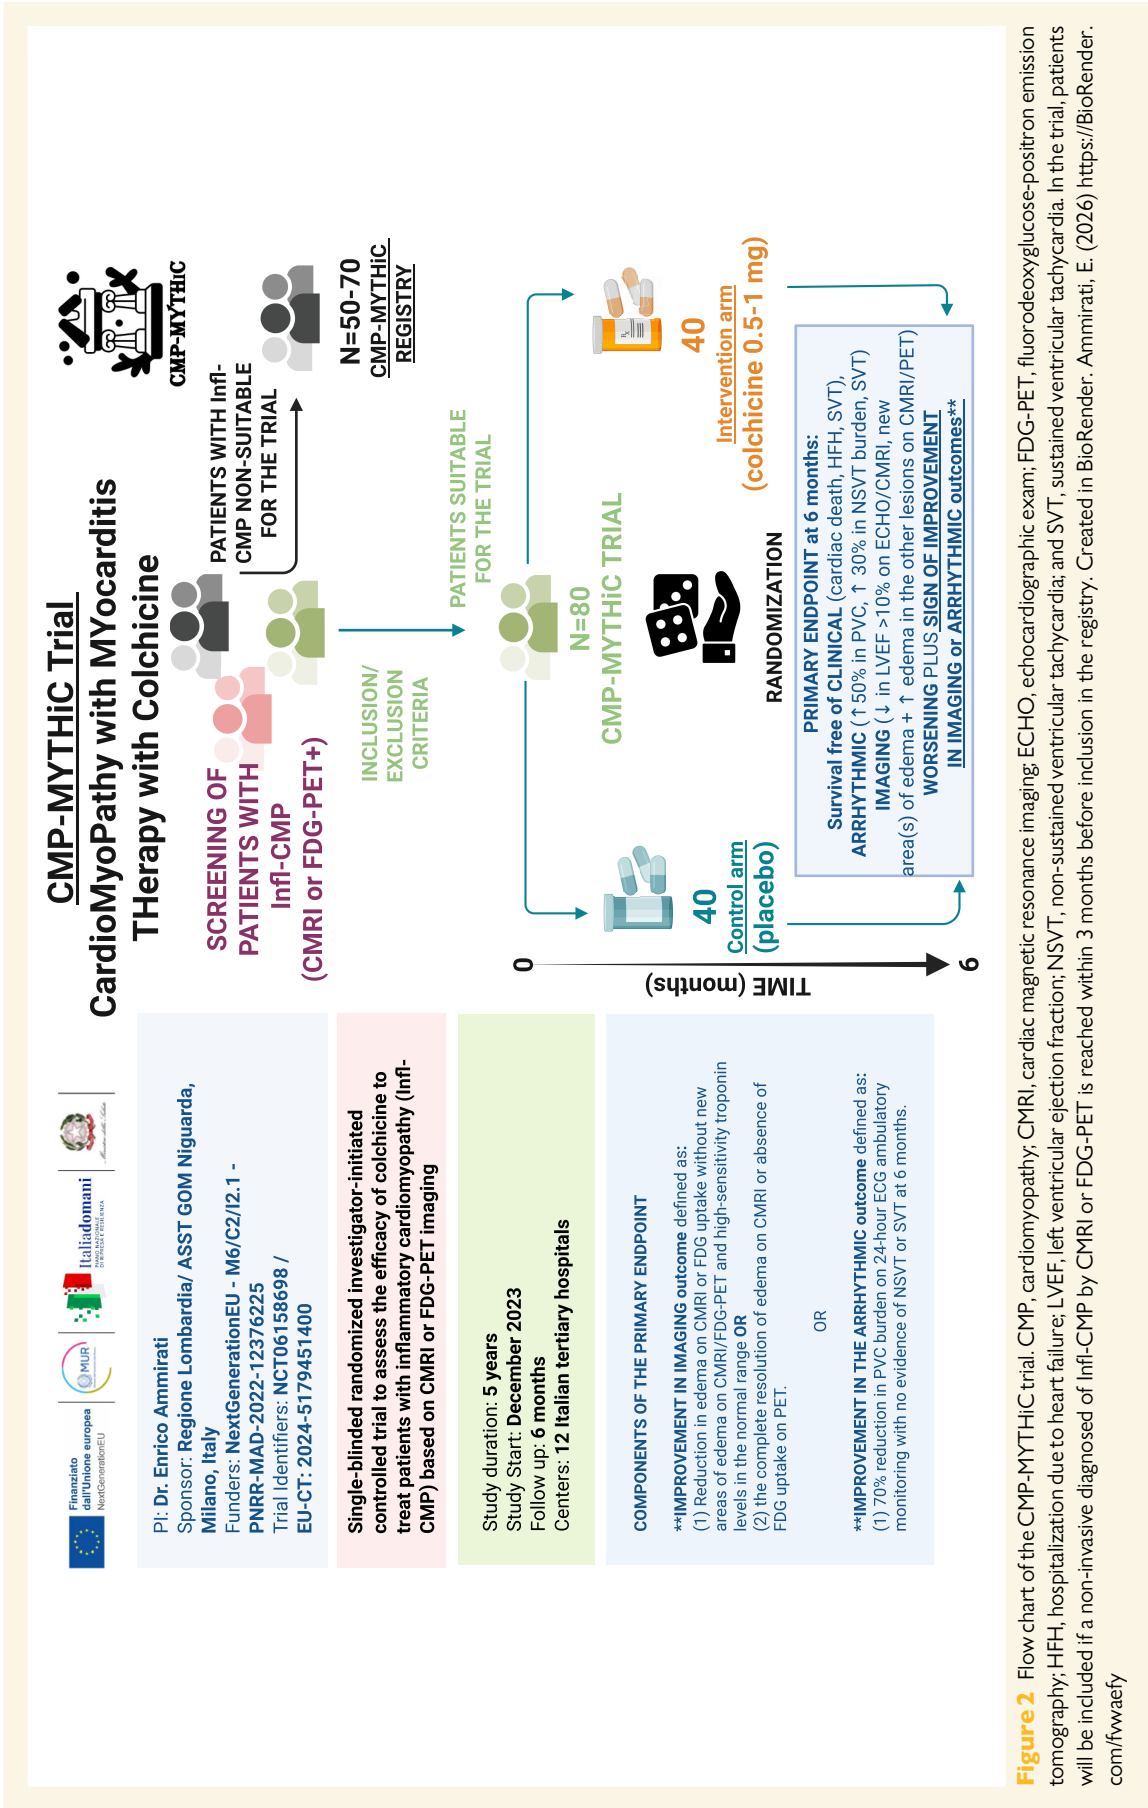 Finanziato
dall'Unione europea
NextGenerationEU
MUR
Italiadomani
PIANO NAZIONALE
DI RIPRESA E RESILIENZA
CMP-MYTHiC Trial
CardioMyoPathy with MYocarditis
THerapy with Colchicine
CMP-MYTHiC
PI: Dr. Enrico Ammirati
Sponsor: Regione Lombardia/ ASST GOM Niguarda,
Milano, Italy
Funders: NextGenerationEU - M6/C2/I2.1 -
PNRR-MAD-2022-12376225
Trial Identifiers: NCT06158698 /
EU-CT: 2024-5179451400
Single-blinded randomized investigator-initiated
controlled trial to assess the efficacy of colchicine to
treat patients with inflammatory cardiomyopathy (Infl-
CMP) based on CMRI or FDG-PET imaging
Study duration: 5 years
Study Start: December 2023
Follow up: 6 months
Centers: 12 Italian tertiary hospitals
COMPONENTS OF THE PRIMARY ENDPOINT
**IMPROVEMENT IN IMAGING outcome defined as:
(1) Reduction in edema on CMRI or FDG uptake without new
areas of edema on CMRI/FDG-PET and high-sensitivity troponin
levels in the normal range OR
(2) the complete resolution of edema on CMRI or absence of
FDG uptake on PET.
OR
**IMPROVEMENT IN THE ARRHYTHMIC outcome defined as:
(1) 70% reduction in PVC burden on 24-hour ECG ambulatory
monitoring with no evidence of NSVT or SVT at 6 months.
SCREENING OF
PATIENTS WITH
Infl-CMP
(CMRI or FDG-PET+)
PATIENTS WITH Infl-
CMP NON-SUITABLE
FOR THE TRIAL
N=50-70
CMP-MYTHiC
REGISTRY
INCLUSION/
EXCLUSION
CRITERIA
PATIENTS SUITABLE
FOR THE TRIAL
N=80
CMP-MYTHiC TRIAL
RANDOMIZATION
0
TIME (months)
6
40
Control arm
(placebo)
Rx
40
Intervention arm
(colchicine 0.5-1 mg)
PRIMARY ENDPOINT at 6 months:
Survival free of CLINICAL (cardiac death, HFH, SVT),
ARRHYTHMIC (↑50% in PVC, ↑ 30% in NSVT burden, SVT)
IMAGING (↓ in LVEF >10% on ECHO/CMRI, new
area(s) of edema + ↑ edema in the other lesions on CMRI/PET)
WORSENING PLUS SIGN OF IMPROVEMENT
IN IMAGING or ARRHYTHMIC outcomes**
Figure 2 Flow chart of the CMP-MYTHiC trial. CMP, cardiomyopathy; CMRI, cardiac magnetic resonance imaging; ECHO, echocardiographic exam; FDG-PET, fluorodeoxyglucose-positron emission
tomography; HFH, hospitalization due to heart failure; LVEF, left ventricular ejection fraction; NSVT, non-sustained ventricular tachycardia; and SVT, sustained ventricular tachycardia. In the trial, patients
will be included if a non-invasive diagnosed of Infl-CMP by CMRI or FDG-PET is reached within 3 months before inclusion in the registry. Created in BioRender. Ammirati, E. (2026) https://BioRender.
com/fvwaefy